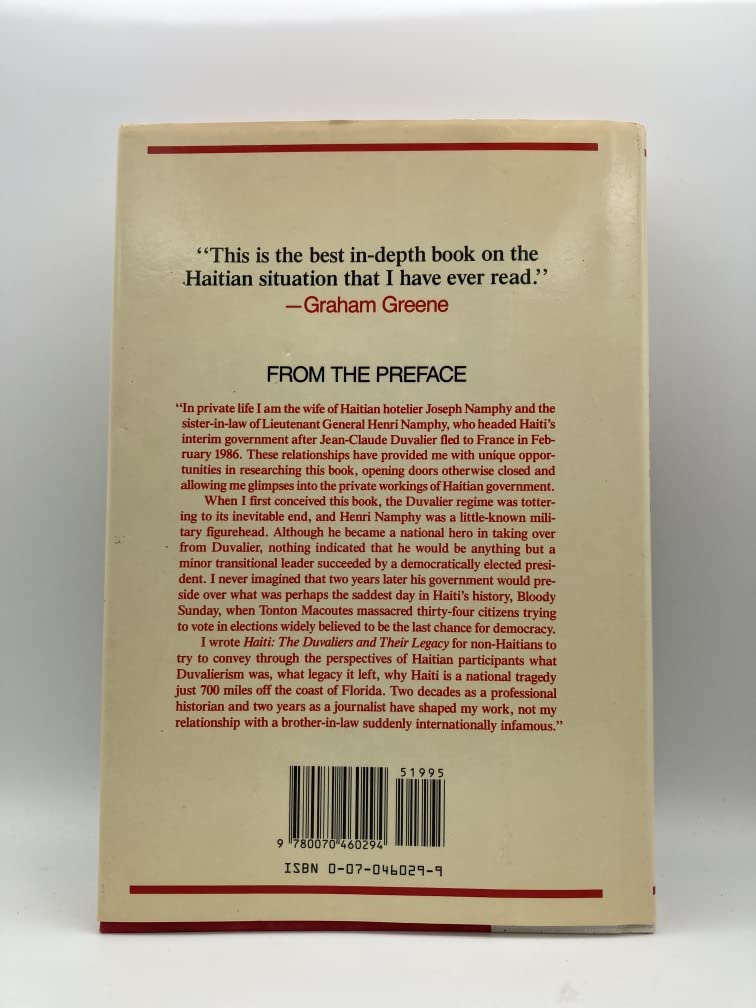 “This is the best in-depth book on the
Haitian situation that I have ever read.”
—Graham Greene
FROM THE PREFACE
“In private life I am the wife of Haitian hotelier Joseph Namphy and the
sister-in-law of Lieutenant General Henri Namphy, who headed Haiti’s
interim government after Jean-Claude Duvalier fled to France in Feb-
ruary 1986. These relationships have provided me with unique oppor-
tunities in researching this book, opening doors otherwise closed and
allowing me glimpses into the private workings of Haitian government.
When I first conceived this book, the Duvalier regime was totter-
ing to its inevitable end, and Henri Namphy was a little-known mili-
tary figurehead. Although he became a national hero in taking over
from Duvalier, nothing indicated that he would be anything but a
minor transitional leader succeeded by a democratically elected presi-
dent. I never imagined that two years later his government would pre-
side over what was perhaps the saddest day in Haiti’s history, Bloody
Sunday, when Tonton Macoutes massacred thirty-four citizens trying
to vote in elections widely believed to be the last chance for democracy.
I wrote Haiti: The Duvaliers and Their Legacy for non-Haitians to
try to convey through the perspectives of Haitian participants what
Duvalierism was, what legacy it left, why Haiti is a national tragedy
just 700 miles off the coast of Florida. Two decades as a professional
historian and two years as a journalist have shaped my work, not my
relationship with a brother-in-law suddenly internationally infamous.”
51995
9 780070 460294
ISBN 0-07-046029-9